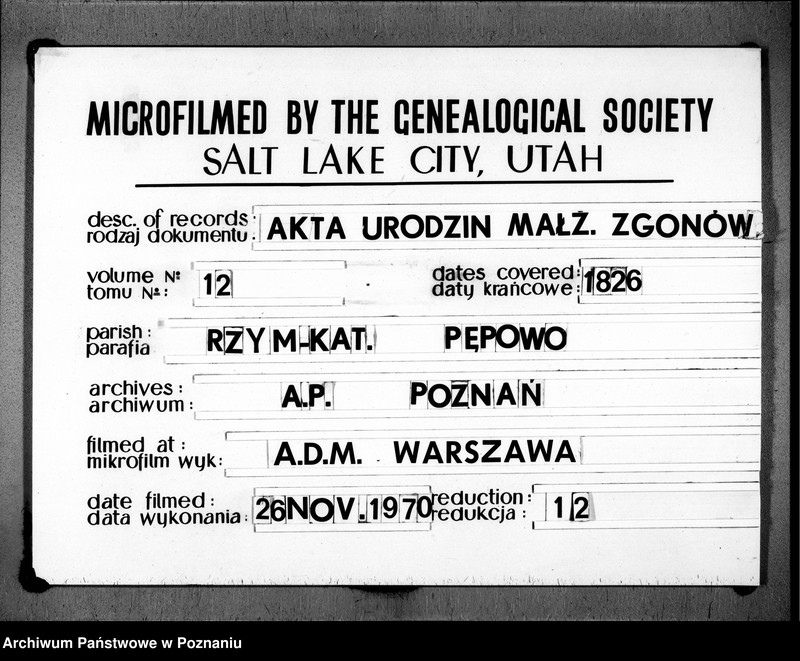 MICROFILMED BY THE GENEALOGICAL SOCIETY
SALT LAKE CITY, UTAH
desc. of records: AKTA URODZIN MAŁŻ. ZGONÓW.
rodzaj dokumentu:
volume Nº 12 dates covered: 1826
tomu Nº: daty krańcowe:
parish: RZYM-KAT. PĘPOWO
parafia
archives: A.P. POZNAŃ
archiwum:
filmed at: A.D.M. WARSZAWA
mikrofilm wyk:
date filmed: 26 NOV. 1970 reduction: 1 2
data wykonania: redukcja:
Archiwum Państwowe w Poznaniu